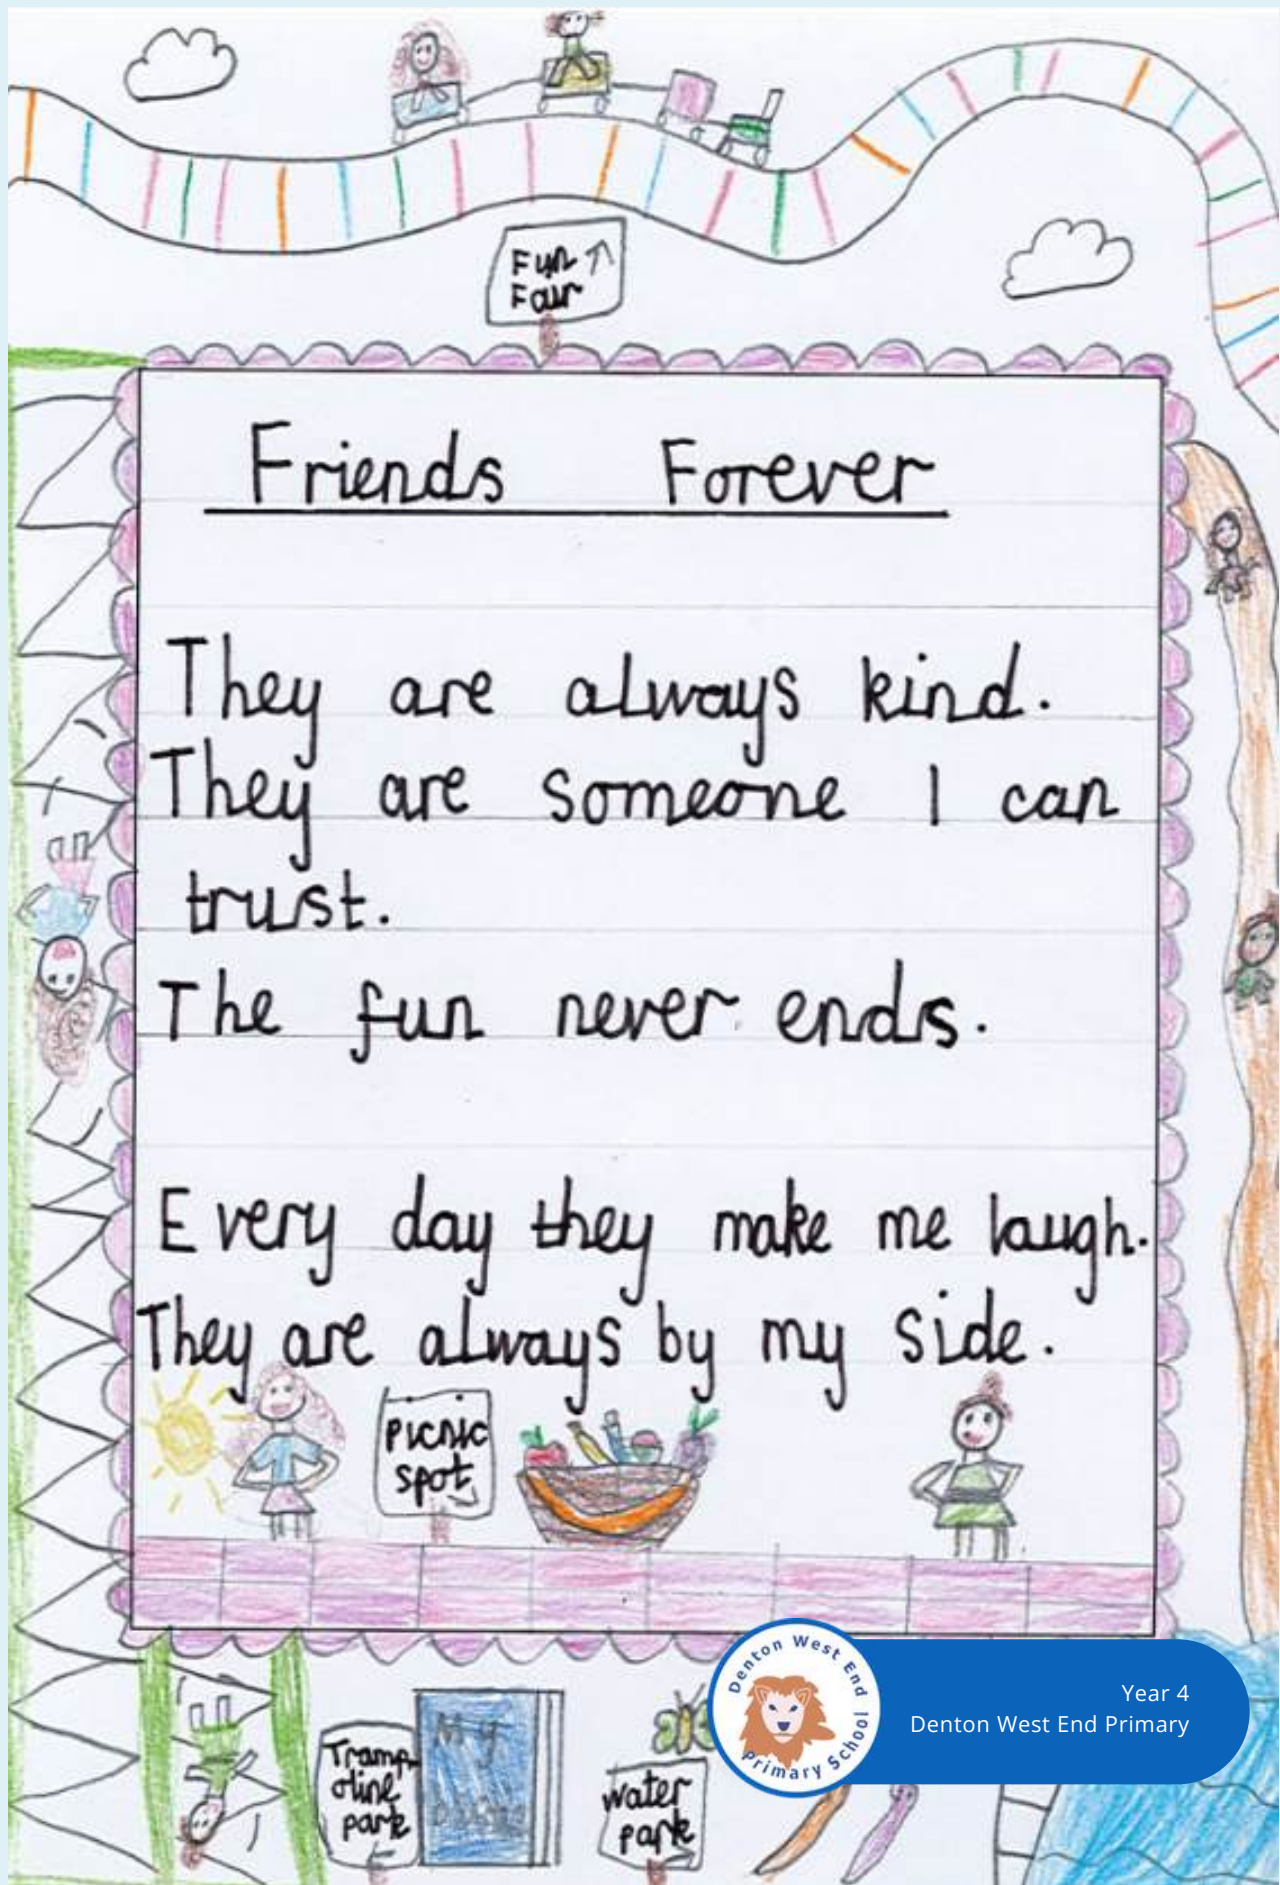 Fun
Fair
Friends Forever
They are always kind.
They are someone I can
trust.
The fun never ends.
Every day they make me laugh.
They are always by my side.
Picnic
spot
Tramp-
oline
park
My
water
park
Denton West End
Primary School
Year 4
Denton West End Primary